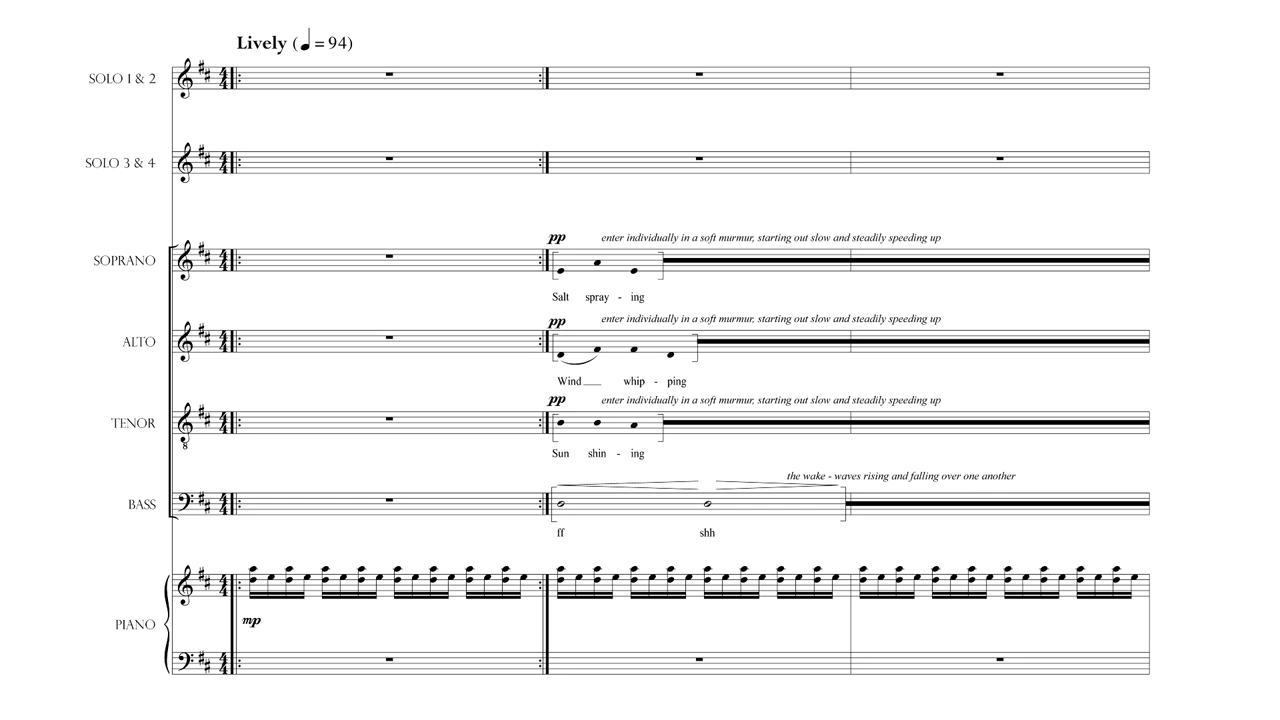 Lively (♩ = 94)
SOLO 1 & 2
SOLO 3 & 4
pp enter individually in a soft murmur, starting out slow and steadily speeding up
SOPRANO
Salt spray - ing
pp enter individually in a soft murmur, starting out slow and steadily speeding up
ALTO
Wind___ whip - ping
pp enter individually in a soft murmur, starting out slow and steadily speeding up
TENOR
8
Sun shin - ing
the wake - waves rising and falling over one another
BASS
ff shh
mp
PIANO